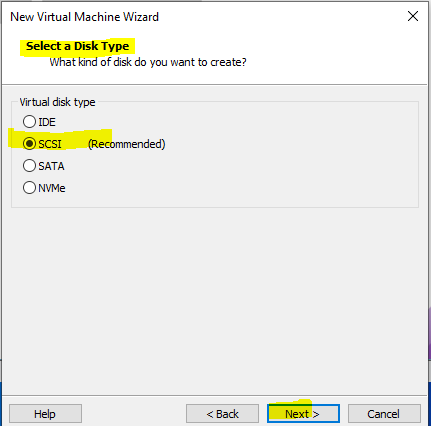 New Virtual Machine Wizard
Select a Disk Type
What kind of disk do you want to create?
Virtual disk type
IDE
SCSI (Recommended)
SATA
NVMe
Help < Back Next > Cancel